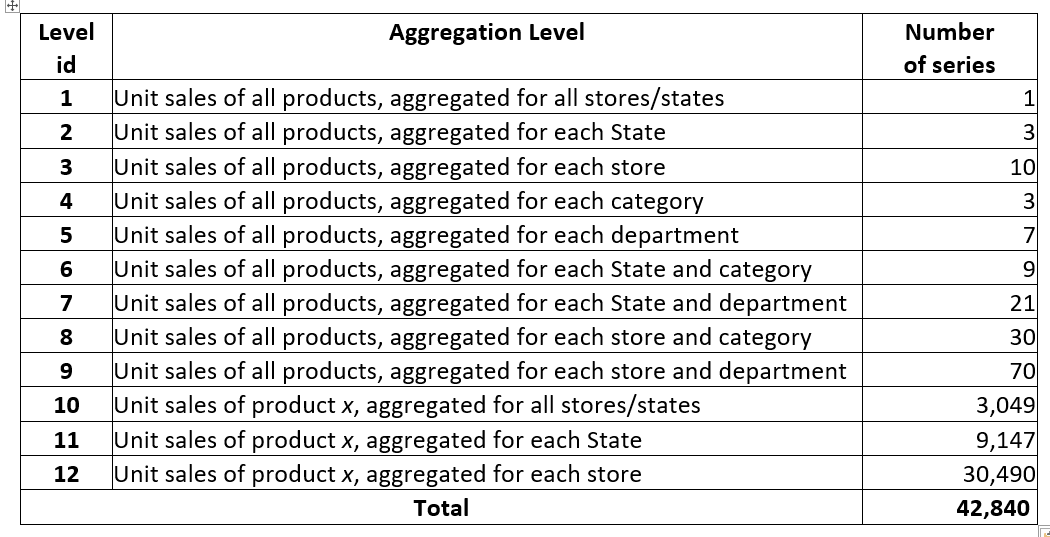 Level id Aggregation Level Number of series
1 Unit sales of all products, aggregated for all stores/states 1
2 Unit sales of all products, aggregated for each State 3
3 Unit sales of all products, aggregated for each store 10
4 Unit sales of all products, aggregated for each category 3
5 Unit sales of all products, aggregated for each department 7
6 Unit sales of all products, aggregated for each State and category 9
7 Unit sales of all products, aggregated for each State and department 21
8 Unit sales of all products, aggregated for each store and category 30
9 Unit sales of all products, aggregated for each store and department 70
10 Unit sales of product x, aggregated for all stores/states 3,049
11 Unit sales of product x, aggregated for each State 9,147
12 Unit sales of product x, aggregated for each store 30,490
Total 42,840